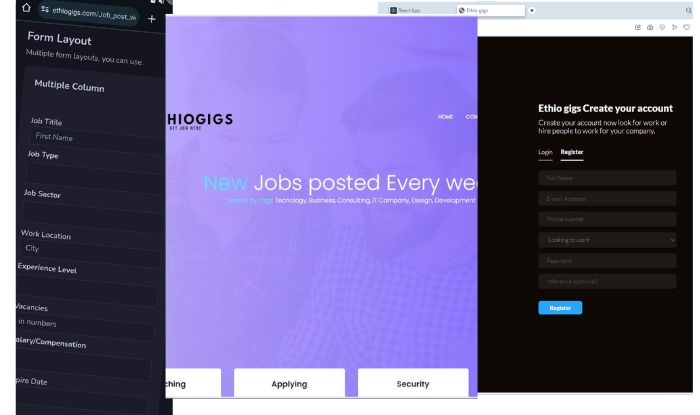 ethiogigs.com/Job_post_vi
Form Layout
Multiple form layouts, you can use.
Multiple Column
Job Titile
First Name
Job Type
Job Sector
Work Location
City
Experience Level
Vacancies
in numbers
alary/Compensation
pire Date
HIOGIGS
GET JOB HIRE
HOME
CON
New Jobs posted Every wee
Search by tags: Tecnology, Business, Consulting, IT Company, Design, Development
ching
Applying
Security
React App
Ethio gigs
Ethio gigs Create your account
Create your account now look for work or
hire people to work for your company.
Login Register
Full Name
E-mail Address
Phone number
Looking to work
Password
reference (optional)
Register